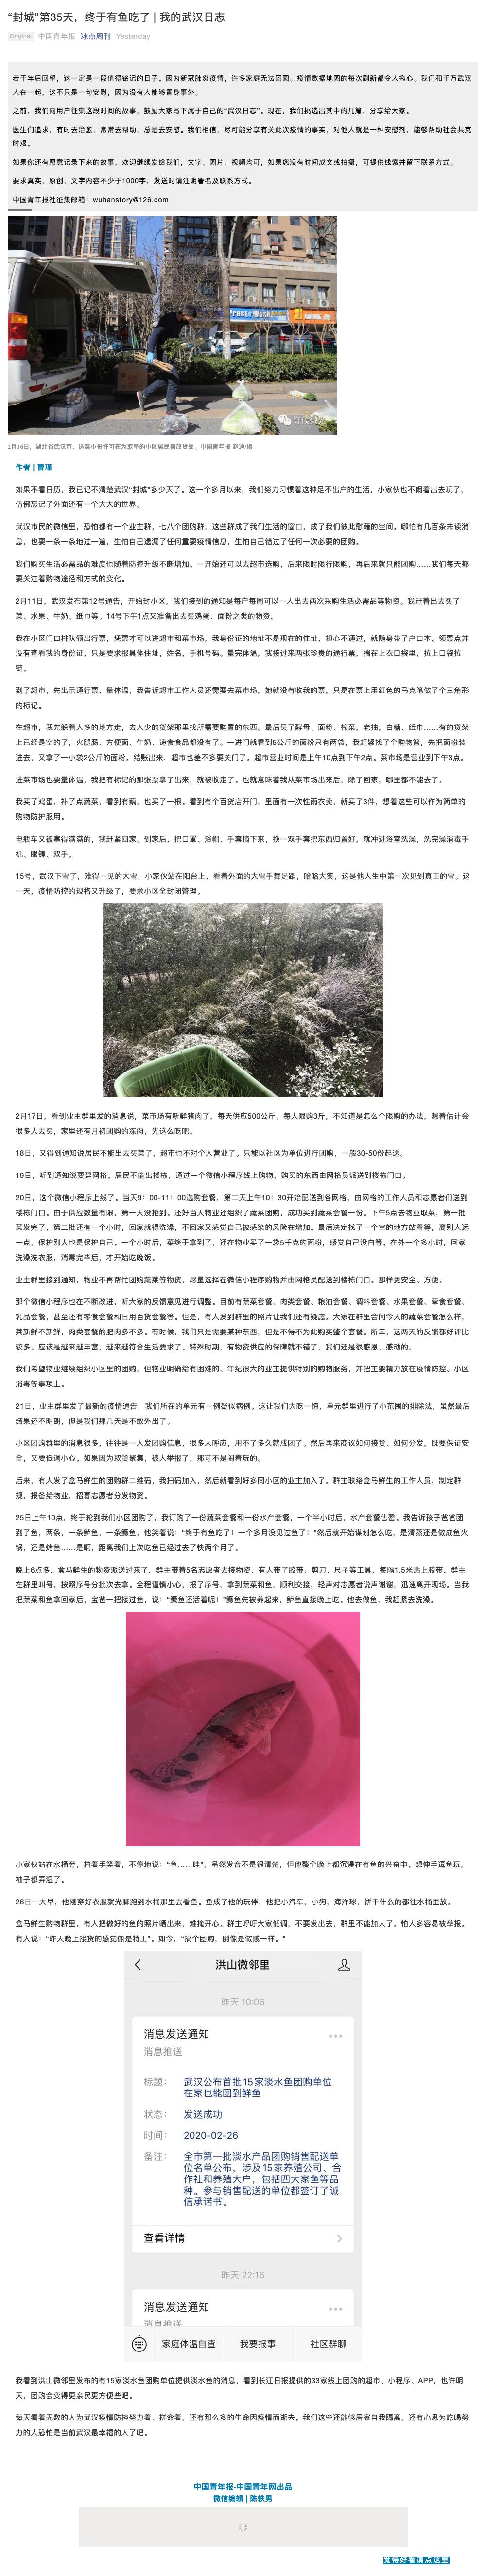 “封城”第35天，终于有鱼吃了 | 我的武汉日志
Original 中国青年报 冰点周刊 Yesterday
若干年后回望，这一定是一段值得铭记的日子。因为新冠肺炎疫情，许多家庭无法团圆。疫情数据地图的每次刷新都令人揪心。我们和千万武汉
人在一起，这不只是一句安慰，因为没有人能够置身事外。
之前，我们向用户征集这段时间的故事，鼓励大家写下属于自己的“武汉日志”。现在，我们挑选出其中的几篇，分享给大家。
医生们追求，有时去治愈、常常去帮助、总是去安慰。我们相信，尽可能分享有关此次疫情的事实，对他人就是一种安慰剂，能够帮助社会共克
时艰。
如果你还有愿意记录下来的故事，欢迎继续发给我们，文字、图片、视频均可，如果您没有时间成文或拍摄，可提供线索并留下联系方式。
要求真实、原创，文字内容不少于1000字，发送时请注明署名及联系方式。
中国青年报社征集邮箱：wuhanstory@126.com
2月16日，湖北省武汉市，送菜小哥许可在为取单的小区居民摆放货品。中国青年报 赵迪/摄
作者 | 曹瑾
如果不看日历，我已记不清楚武汉“封城”多少天了。这一个多月以来，我们努力习惯着这种足不出户的生活，小家伙也不闹着出去玩了，
仿佛忘记了外面还有一个大大的世界。
武汉市民的微信里，恐怕都有一个业主群，七八个团购群，这些群成了我们生活的窗口，成了我们彼此慰藉的空间。哪怕有几百条未读消
息，也要一条一条地过一遍，生怕自己遗漏了任何重要疫情信息，生怕自己错过了任何一次必要的团购。
我们购买生活必需品的难度也随着防控升级不断增加。一开始还可以去超市选购，后来限时限行限购，再后来就只能团购……我们每天都
要关注着购物途径和方式的变化。
2月11日，武汉发布第12号通告，开始封小区，我们接到的通知是每户每周可以一人出去两次采购生活必需品等物资。我赶着出去买了
菜、水果、牛奶、纸巾等。14号下午1点又准备出去买鸡蛋、面粉之类的物资。
我在小区门口排队领出行票，凭票才可以进超市和菜市场，我身份证的地址不是现在的住址，担心不通过，就随身带了户口本。领票点并
没有查看我的身份证，只是要求报具体住址，姓名，手机号码。量完体温，我接过来两张珍贵的通行票，揣在上衣口袋里，拉上口袋拉
链。
到了超市，先出示通行票，量体温，我告诉超市工作人员还需要去菜市场，她就没有收我的票，只是在票上用红色的马克笔做了个三角形
的标记。
在超市，我先躲着人多的地方走，去人少的货架那里找所需要购置的东西。最后买了酵母、面粉、榨菜，老抽，白糖、纸巾……有的货架
上已经是空的了，火腿肠、方便面、牛奶、速食食品都没有了。一进门就看到5公斤的面粉只有两袋，我赶紧找了个购物篮，先把面粉装
进去，又拿了一小袋2公斤的面粉。结账出来，超市也差不多要关门了。超市营业时间是上午10点到下午2点。菜市场是营业到下午3点。
进菜市场也要量体温，我把有标记的那张票拿了出来，就被收走了。也就意味着我从菜市场出来后，除了回家，哪里都不能去了。
我买了鸡蛋，补了点蔬菜，看到有藕，也买了一根。看到有个百货店开门，里面有一次性雨衣卖，就买了3件，想着这些可以作为简单的
购物防护服用。
电瓶车又被塞得满满的，我赶紧回家。到家后，把口罩、浴帽、手套摘下来，换一双手套把东西归置好，就冲进浴室洗澡，洗完澡消毒手
机、眼镜、双手。
15号，武汉下雪了，难得一见的大雪，小家伙站在阳台上，看着外面的大雪手舞足蹈，哈哈大笑，这是他人生中第一次见到真正的雪。这
一天，疫情防控的规格又升级了，要求小区全封闭管理。
2月17日，看到业主群里发的消息说，菜市场有新鲜猪肉了，每天供应500公斤。每人限购3斤，不知道是怎么个限购的办法，想着估计会
很多人去买，家里还有月初团购的冻肉，先这么吃吧。
18日，又得到通知说居民不能出去买菜了，超市也不对个人营业了。只能以社区为单位进行团购，一般30-50份起送。
19日，听到通知说要建网格。居民不能出楼栋，通过一个微信小程序线上购物，购买的东西由网格员派送到楼栋门口。
20日，这个微信小程序上线了。当天9：00-11：00选购套餐，第二天上午10：30开始配送到各网格，由网格的工作人员和志愿者们送到
楼栋门口。由于供应数量有限，第一天没抢到。还好当天物业还组织了蔬菜团购，成功买到蔬菜套餐一份。下午5点去物业取菜，第一批
菜发完了，第二批还有一个小时，回家就得洗澡，不回家又感觉自己被感染的风险在增加。最后决定找了一个空的地方站着等，离别人远
一点，保护别人也是保护自己。一个小时后，菜终于拿到了，还在物业买了一袋5千克的面粉，感觉自己没白等。在外一个多小时，回家
洗澡洗衣服，消毒完毕后，才开始吃晚饭。
业主群里接到通知，物业不再帮忙团购蔬菜等物资，尽量选择在微信小程序购物并由网格员配送到楼栋门口。那样更安全、方便。
那个微信小程序也在不断改进，听大家的反馈意见进行调整。目前有蔬菜套餐、肉类套餐、粮油套餐、调料套餐、水果套餐、荤食套餐、
乳品套餐，甚至还有零食套餐和日用百货套餐等。但是，有人发到群里的照片让我们还有疑虑。大家在群里会问今天的蔬菜套餐怎么样，
菜新鲜不新鲜，肉类套餐的肥肉多不多。有时候，我们只是需要某种东西，但是不得不为此购买整个套餐。所幸，这两天的反馈都好评比
较多。应该是越来越丰富，越来越符合生活要求了。特殊时期，有物资供应的保障就不错了，我们还是很感恩、感动的。
我们希望物业继续组织小区里的团购，但物业明确给有困难的、年纪很大的业主提供特别的购物服务，并把主要精力放在疫情防控、小区
消毒等事项上。
21日，业主群里发了最新的疫情通告，我们所在的单元有一例疑似病例。这让我们大吃一惊，单元群里进行了小范围的排除法，虽然最后
结果还不明朗，但是我们那几天是不敢外出了。
小区团购群里的消息很多，往往是一人发团购信息，很多人呼应，用不了多久就成团了。然后再来商议如何接货、如何分发，既要保证安
全，又要低调小心。如果因为取货聚集，被人举报了，那可不是闹着玩的。
后来，有人发了盒马鲜生的团购群二维码，我扫码加入，然后就看到好多同小区的业主加入了。群主联络盒马鲜生的工作人员，制定群
规，报备给物业，招募志愿者分发物资。
25日上午10点，终于轮到我们小区团购了。我订购了一份蔬菜套餐和一份水产套餐，一个半小时后，水产套餐售罄。我告诉孩子爸爸团
到了鱼，两条，一条鲈鱼，一条鳜鱼。他笑着说：“终于有鱼吃了！一个多月没见过鱼了！”然后就开始谋划怎么吃，是清蒸还是做成鱼火
锅，还是烤鱼……是啊，距离我们上次吃鱼已经过去了快两个月了。
晚上6点多，盒马鲜生的物资派送过来了。群主带着5名志愿者去接物资，有人带了胶带、剪刀、尺子等工具，每隔1.5米贴上胶带。群主
在群里叫号，按照序号分批次去拿。全程谨慎小心，报了序号，拿到蔬菜和鱼，顺利交接，轻声对志愿者说声谢谢，迅速离开现场。当我
把蔬菜和鱼拿回家后，宝爸一把接过鱼，说：“鳜鱼还活着呢！”鳜鱼先被养起来，鲈鱼直接晚上吃。他去做鱼，我赶紧去洗澡。
小家伙站在水桶旁，拍着手笑着，不停地说：“鱼……哇”，虽然发音不是很清楚，但他整个晚上都沉浸在有鱼的兴奋中。想伸手逗鱼玩，
袖子都弄湿了。
26日一大早，他刚穿好衣服就光脚跑到水桶那里去看鱼。鱼成了他的玩伴，他把小汽车，小狗，海洋球，饼干什么的都往水桶里放。
盒马鲜生购物群里，有人把做好的鱼的照片晒出来，难掩开心。群主呼吁大家低调，不要发出去，群里不能加人了。怕人多容易被举报。
有人说：“昨天晚上接货的感觉像是特工”。如今，“搞个团购，倒像是做贼一样。”
洪山微邻里
昨天 10:06
消息发送通知
消息推送
标题： 武汉公布首批15家淡水鱼团购单位
在家也能团到鲜鱼
状态： 发送成功
时间： 2020-02-26
备注： 全市第一批淡水产品团购销售配送单
位名单公布，涉及15家养殖公司、合
作社和养殖大户，包括四大家鱼等品
种。参与销售配送的单位都签订了诚
信承诺书。
查看详情
昨天 22:16
消息发送通知
消息推送
家庭体温自查 我要报事 社区群聊
我看到洪山微邻里发布的有15家淡水鱼团购单位提供淡水鱼的消息，看到长江日报提供的33家线上团购的超市、小程序、APP，也许明
天，团购会变得更亲民更方便些吧。
每天看着无数的人为武汉疫情防控努力着、拼命着，还有那么多的生命因疫情而逝去。我们这些还能够居家自我隔离，还有心思为吃喝努
力的人恐怕是当前武汉最幸福的人了吧。
中国青年报·中国青年网出品
微信编辑 | 陈轶男
觉得好看请点这里